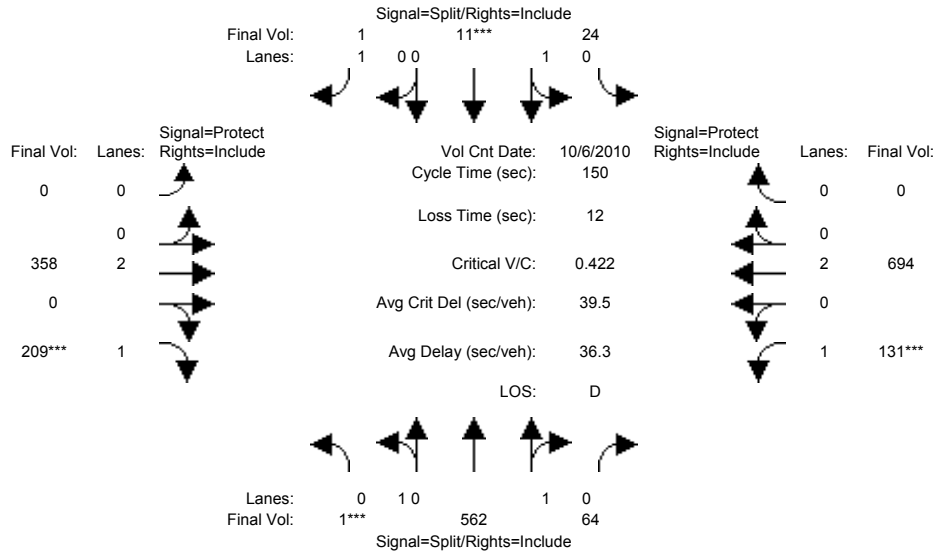 Signal=Split/Rights=Include
Final Vol: 1 11*** 24
Lanes: 1 0 0 1 0
Signal=Protect Signal=Protect
Final Vol: Lanes: Rights=Include Vol Cnt Date: 10/6/2010 Rights=Include Lanes: Final Vol:
Cycle Time (sec): 150
0 0 0 0
Loss Time (sec): 12
0 0
358 2 Critical V/C: 0.422 2 694
0 Avg Crit Del (sec/veh): 39.5 0
209*** 1 Avg Delay (sec/veh): 36.3 1 131***
LOS: D
Lanes: 0 1 0 1 0
Final Vol: 1*** 562 64
Signal=Split/Rights=Include